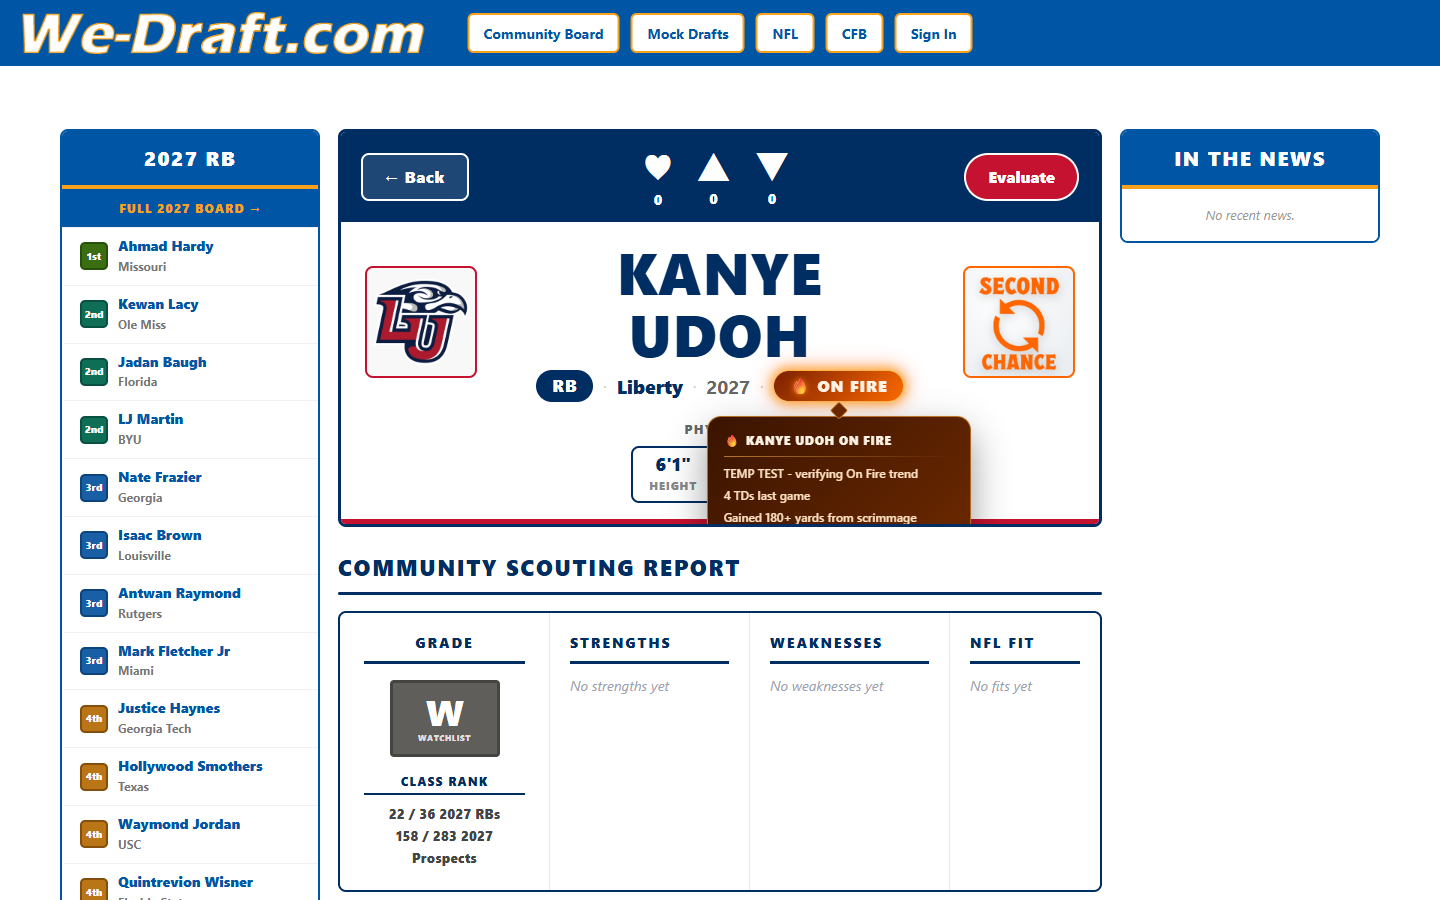 We-Draft.com
Community Board
Mock Drafts
NFL
CFB
Sign In
2027 RB
FULL 2027 BOARD →
1st
Ahmad Hardy
Missouri
2nd
Kewan Lacy
Ole Miss
2nd
Jadan Baugh
Florida
2nd
LJ Martin
BYU
3rd
Nate Frazier
Georgia
3rd
Isaac Brown
Louisville
3rd
Antwan Raymond
Rutgers
3rd
Mark Fletcher Jr
Miami
4th
Justice Haynes
Georgia Tech
4th
Hollywood Smothers
Texas
4th
Waymond Jordan
USC
4th
Quintrevion Wisner
← Back
0
0
0
Evaluate
LU
KANYE
UDOH
SECOND
CHANCE
RB · Liberty · 2027 · ON FIRE
6'1"
HEIGHT
KANYE UDOH ON FIRE
TEMP TEST - verifying On Fire trend
4 TDs last game
Gained 180+ yards from scrimmage
COMMUNITY SCOUTING REPORT
GRADE
W
WATCHLIST
CLASS RANK
22 / 36 2027 RBs
158 / 283 2027
Prospects
STRENGTHS
No strengths yet
WEAKNESSES
No weaknesses yet
NFL FIT
No fits yet
IN THE NEWS
No recent news.